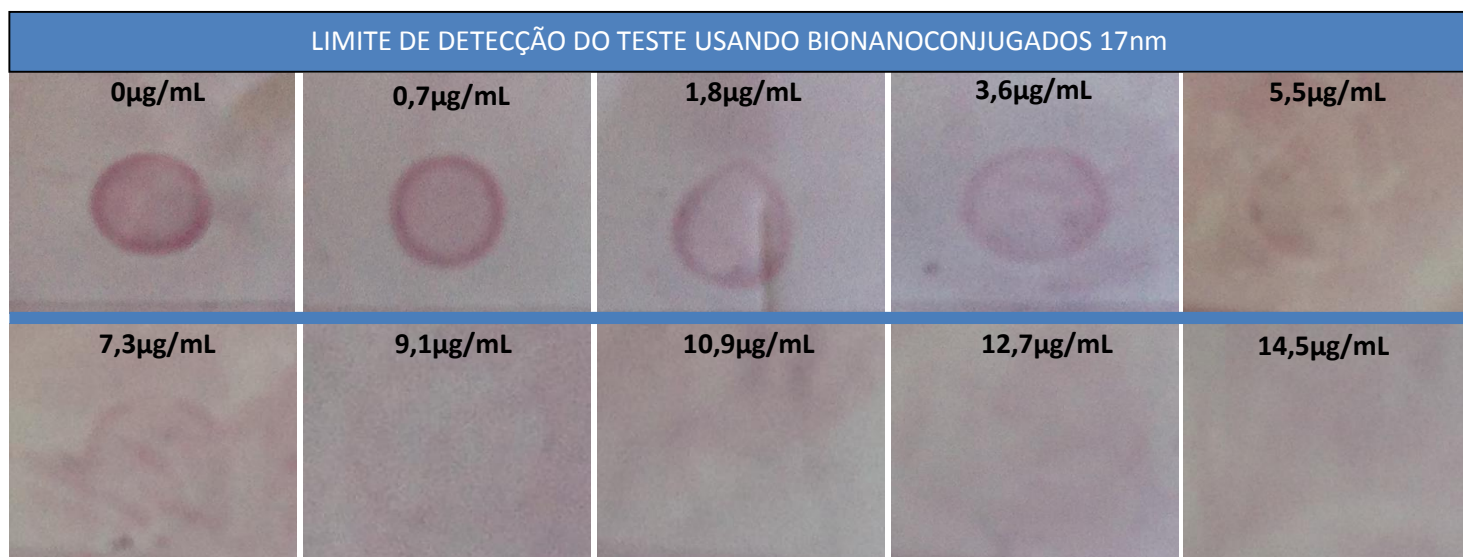 LIMITE DE DETECÇÃO DO TESTE USANDO BIONANOCONJUGADOS 17nm
0µg/mL 0,7µg/mL 1,8µg/mL 3,6µg/mL 5,5µg/mL
7,3µg/mL 9,1µg/mL 10,9µg/mL 12,7µg/mL 14,5µg/mL